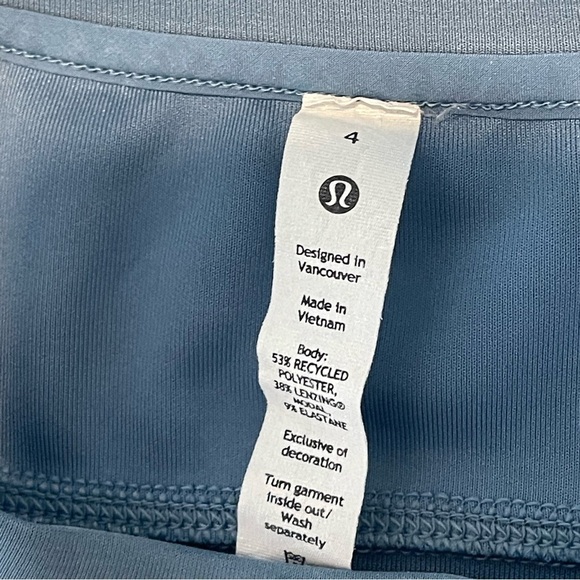 4
Designed in
Vancouver
Made in
Vietnam
Body:
53% RECYCLED
POLYESTER,
38% LENZING®
MODAL,
9% ELASTANE
Exclusive of
decoration
Turn garment
inside out/
Wash
separately